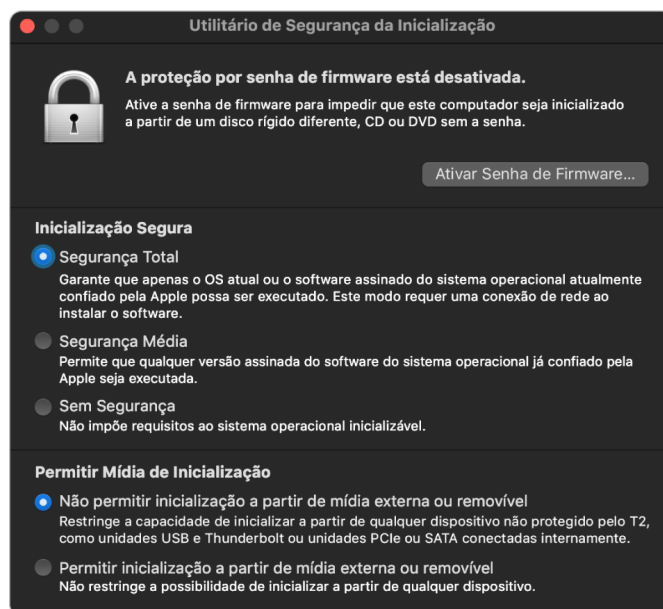 Utilitário de Segurança da Inicialização
A proteção por senha de firmware está desativada.
Ative a senha de firmware para impedir que este computador seja inicializado
a partir de um disco rígido diferente, CD ou DVD sem a senha.
Ativar Senha de Firmware...
Inicialização Segura
Segurança Total
Garante que apenas o OS atual ou o software assinado do sistema operacional atualmente
confiado pela Apple possa ser executado. Este modo requer uma conexão de rede ao
instalar o software.
Segurança Média
Permite que qualquer versão assinada do software do sistema operacional já confiado pela
Apple seja executada.
Sem Segurança
Não impõe requisitos ao sistema operacional inicializável.
Permitir Mídia de Inicialização
Não permitir inicialização a partir de mídia externa ou removível
Restringe a capacidade de inicializar a partir de qualquer dispositivo não protegido pelo T2,
como unidades USB e Thunderbolt ou unidades PCIe ou SATA conectadas internamente.
Permitir inicialização a partir de mídia externa ou removível
Não restringe a possibilidade de inicializar a partir de qualquer dispositivo.